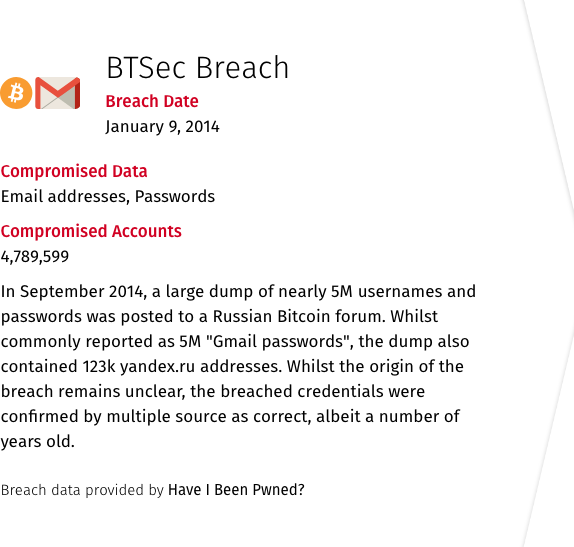 BTSec Breach
Breach Date
January 9, 2014
Compromised Data
Email addresses, Passwords
Compromised Accounts
4,789,599
In September 2014, a large dump of nearly 5M usernames and
passwords was posted to a Russian Bitcoin forum. Whilst
commonly reported as 5M "Gmail passwords", the dump also
contained 123k yandex.ru addresses. Whilst the origin of the
breach remains unclear, the breached credentials were
confirmed by multiple source as correct, albeit a number of
years old.
Breach data provided by Have I Been Pwned?